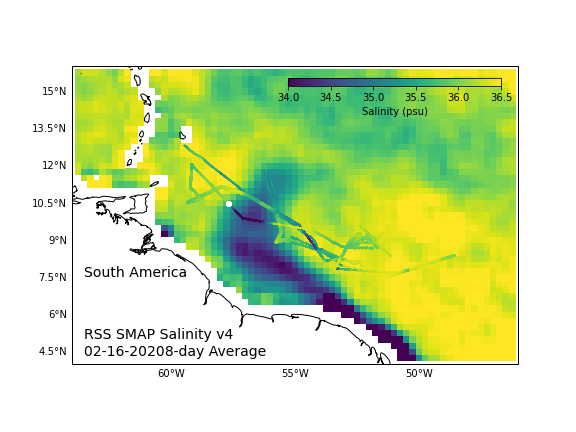 15°N
13.5°N
12°N
10.5°N
9°N
7.5°N
6°N
4.5°N
34.0 34.5 35.0 35.5 36.0 36.5
Salinity (psu)
South America
RSS SMAP Salinity v4
02-16-20208-day Average
60°W 55°W 50°W